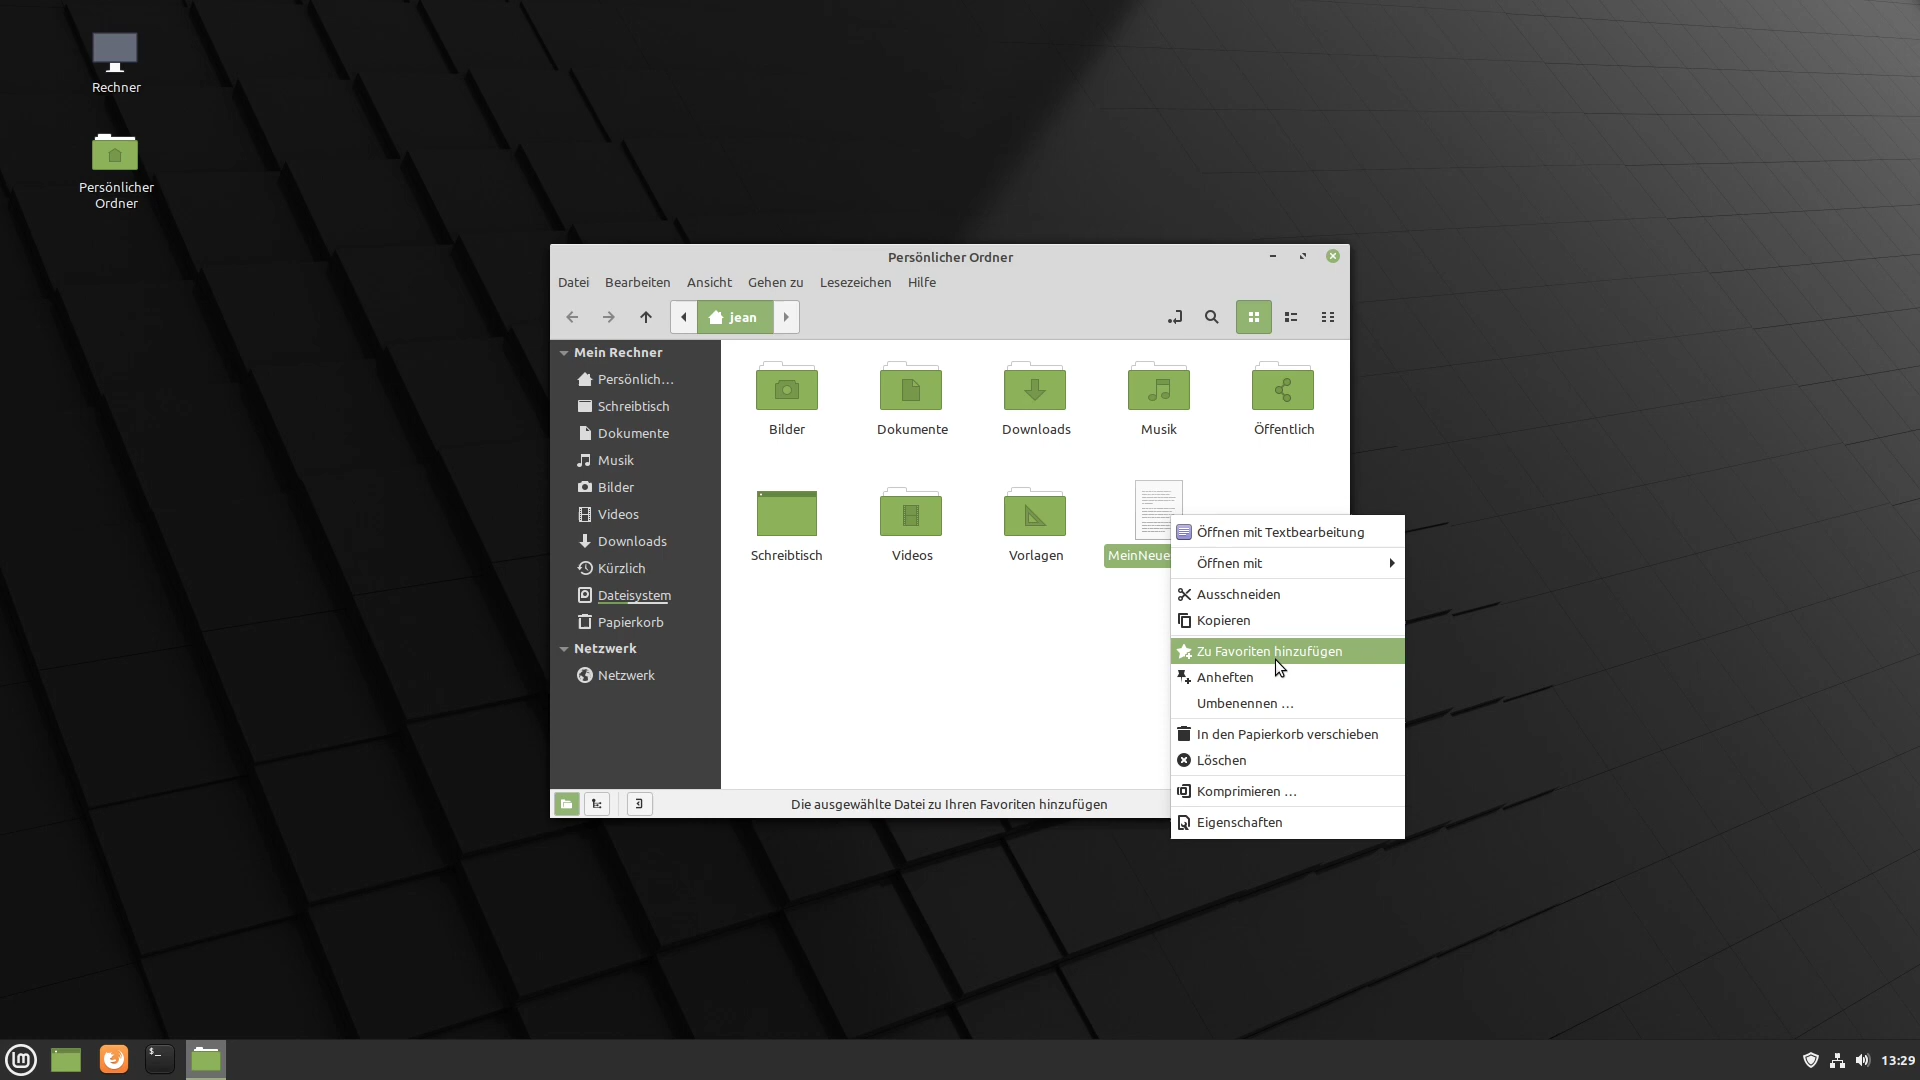 Rechner
Persönlicher
Ordner
Persönlicher Ordner
Datei Bearbeiten Ansicht Gehen zu Lesezeichen Hilfe
jean
Mein Rechner
Persönlich...
Schreibtisch
Dokumente
Musik
Bilder
Videos
Downloads
Kürzlich
Dateisystem
Papierkorb
Netzwerk
Netzwerk
Bilder Dokumente Downloads Musik Öffentlich
Schreibtisch Videos Vorlagen MeinNeue
Öffnen mit Textbearbeitung
Öffnen mit
Ausschneiden
Kopieren
Zu Favoriten hinzufügen
Anheften
Umbenennen ...
In den Papierkorb verschieben
Löschen
Komprimieren ...
Eigenschaften
Die ausgewählte Datei zu Ihren Favoriten hinzufügen
$_
13:29